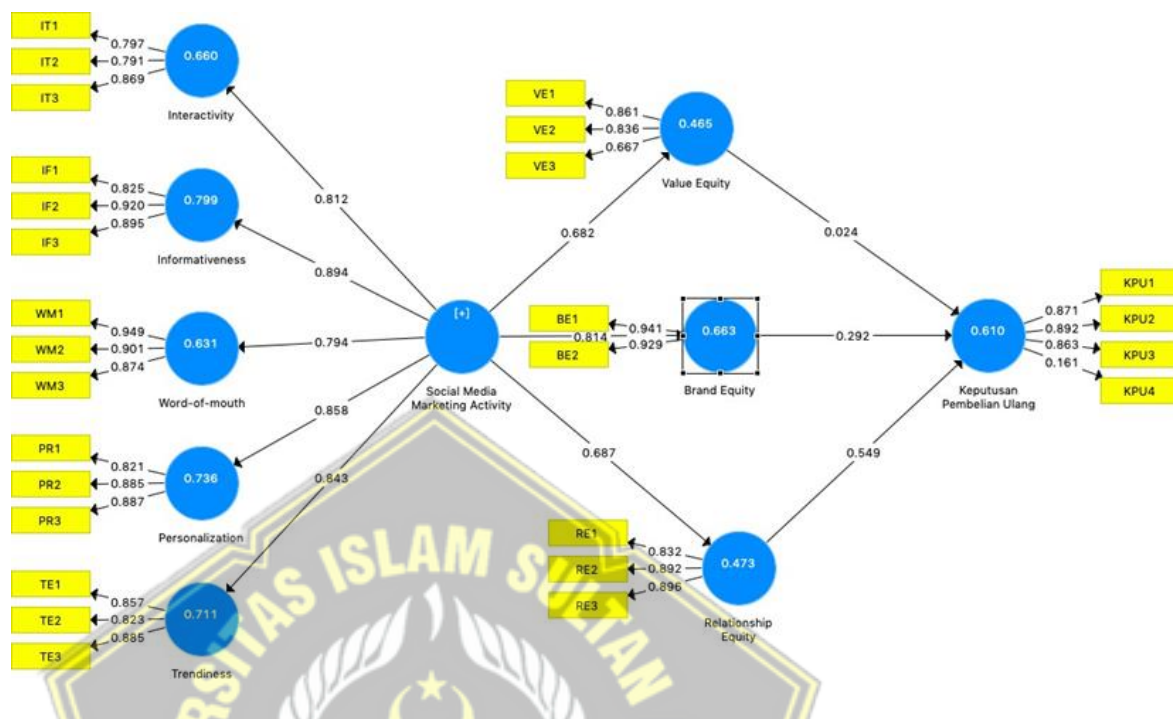 IT1
0.797
IT2
0.791
IT3
0.869
0.660
Interactivity
IF1
0.825
IF2
0.920
IF3
0.895
0.799
Informativeness
WM1
0.949
WM2
0.901
WM3
0.874
0.631
Word-of-mouth
PR1
0.821
PR2
0.885
PR3
0.887
0.736
Personalization
TE1
0.857
TE2
0.823
TE3
0.885
0.711
Trendiness
0.812
0.894
0.794
0.858
0.843
[+]
Social Media
Marketing Activity
0.682
0.814
0.687
VE1
0.861
VE2
0.836
VE3
0.667
0.465
Value Equity
BE1
0.941
BE2
0.929
0.663
Brand Equity
RE1
0.832
RE2
0.892
RE3
0.896
0.473
Relationship
Equity
0.024
0.292
0.549
0.610
Keputusan
Pembelian Ulang
KPU1
0.871
KPU2
0.892
KPU3
0.863
KPU4
0.161
ISLAM